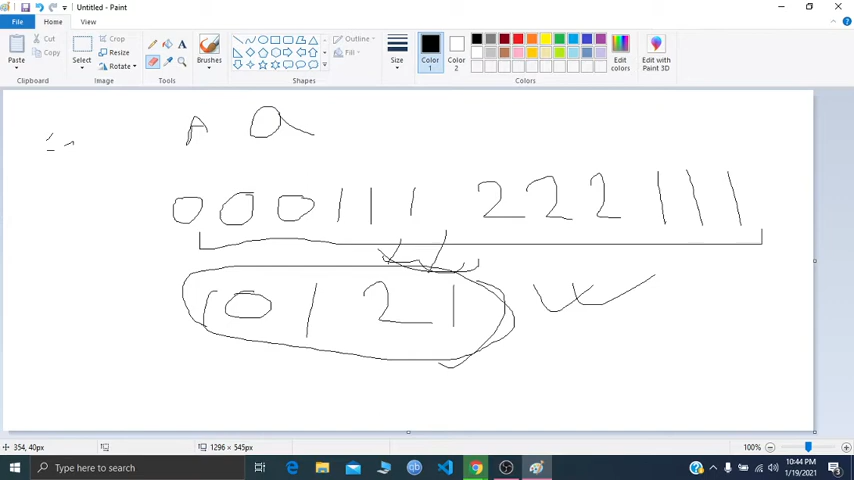 Untitled - Paint
File Home View
Paste
Cut
Copy
Clipboard
Select
Crop
Resize
Rotate
Image
Tools
Brushes
Shapes
Outline
Fill
Size
Color 1
Color 2
Edit colors
Colors
Edit with Paint 3D
A a
000111 222 111
0 1 2 1
354, 40px
1296 × 545px
100%
Type here to search
10:44 PM
1/19/2021